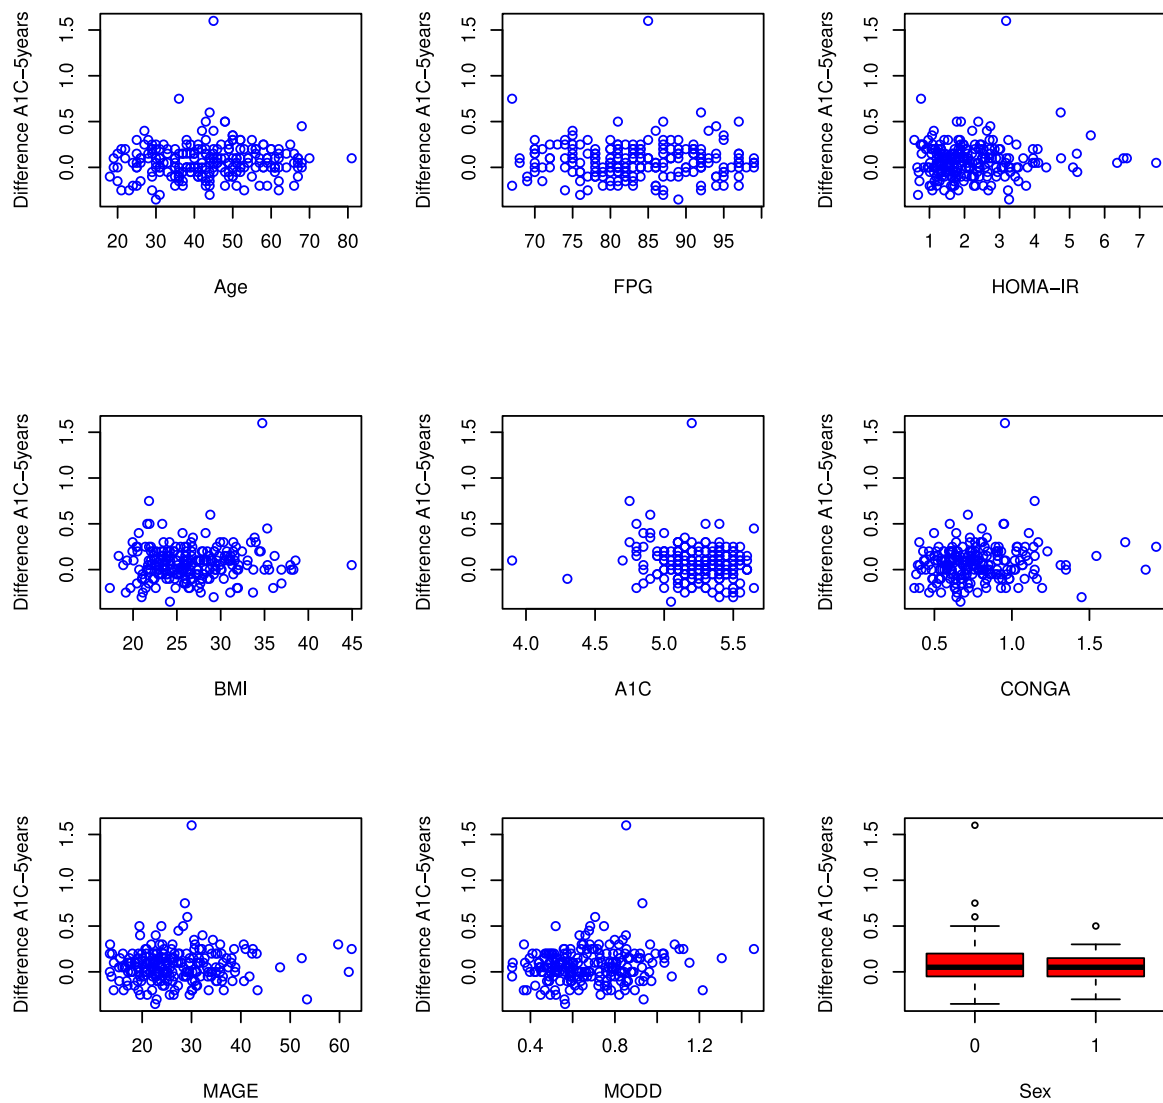 Difference A1C−5years
0.0 0.5 1.0 1.5
20 30 40 50 60 70 80
Age
Difference A1C−5years
0.0 0.5 1.0 1.5
70 75 80 85 90 95
FPG
Difference A1C−5years
0.0 0.5 1.0 1.5
1 2 3 4 5 6 7
HOMA−IR
Difference A1C−5years
0.0 0.5 1.0 1.5
20 25 30 35 40 45
BMI
Difference A1C−5years
0.0 0.5 1.0 1.5
4.0 4.5 5.0 5.5
A1C
Difference A1C−5years
0.0 0.5 1.0 1.5
0.5 1.0 1.5
CONGA
Difference A1C−5years
0.0 0.5 1.0 1.5
20 30 40 50 60
MAGE
Difference A1C−5years
0.0 0.5 1.0 1.5
0.4 0.8 1.2
MODD
Difference A1C−5years
0.0 0.5 1.0 1.5
0 1
Sex